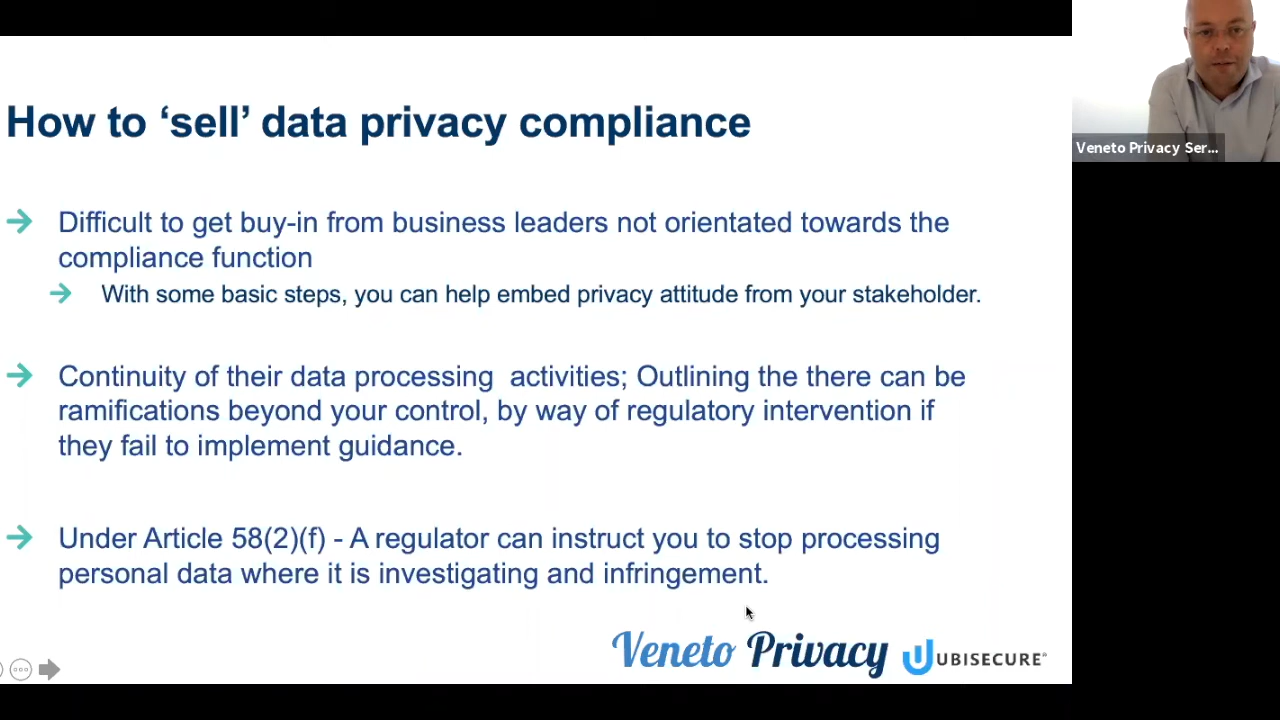 How to ‘sell’ data privacy compliance
Difficult to get buy-in from business leaders not orientated towards the
compliance function
With some basic steps, you can help embed privacy attitude from your stakeholder.
Continuity of their data processing  activities; Outlining the there can be
ramifications beyond your control, by way of regulatory intervention if
they fail to implement guidance.
Under Article 58(2)(f) - A regulator can instruct you to stop processing
personal data where it is investigating and infringement.
Veneto Privacy
UBISECURE®
Veneto Privacy Ser...